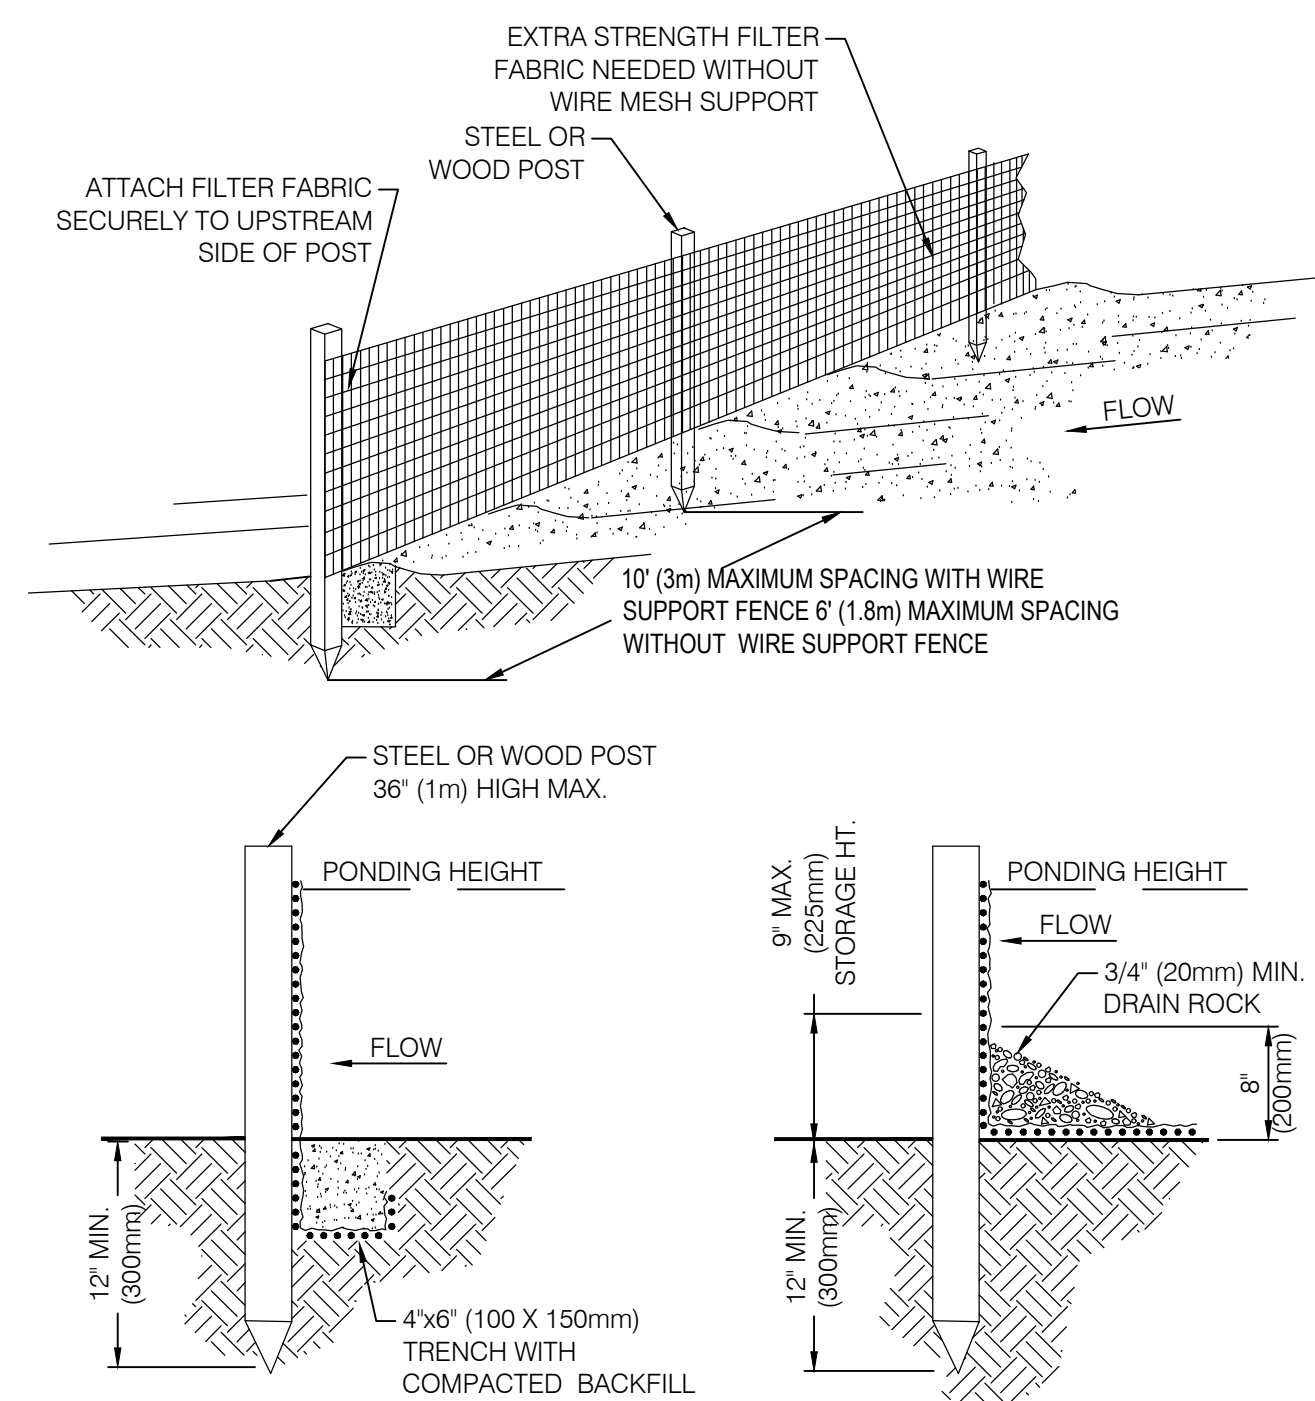 EXTRA STRENGTH FILTER
FABRIC NEEDED WITHOUT
WIRE MESH SUPPORT
STEEL OR
WOOD POST
ATTACH FILTER FABRIC
SECURELY TO UPSTREAM
SIDE OF POST
FLOW
10' (3m) MAXIMUM SPACING WITH WIRE
SUPPORT FENCE 6' (1.8m) MAXIMUM SPACING
WITHOUT WIRE SUPPORT FENCE
STEEL OR WOOD POST
36" (1m) HIGH MAX.
PONDING HEIGHT
FLOW
12" MIN.
(300mm)
4"x6" (100 X 150mm)
TRENCH WITH
COMPACTED BACKFILL
9" MAX.
(225mm)
STORAGE HT.
PONDING HEIGHT
FLOW
3/4" (20mm) MIN.
DRAIN ROCK
8"
(200mm)
12" MIN.
(300mm)